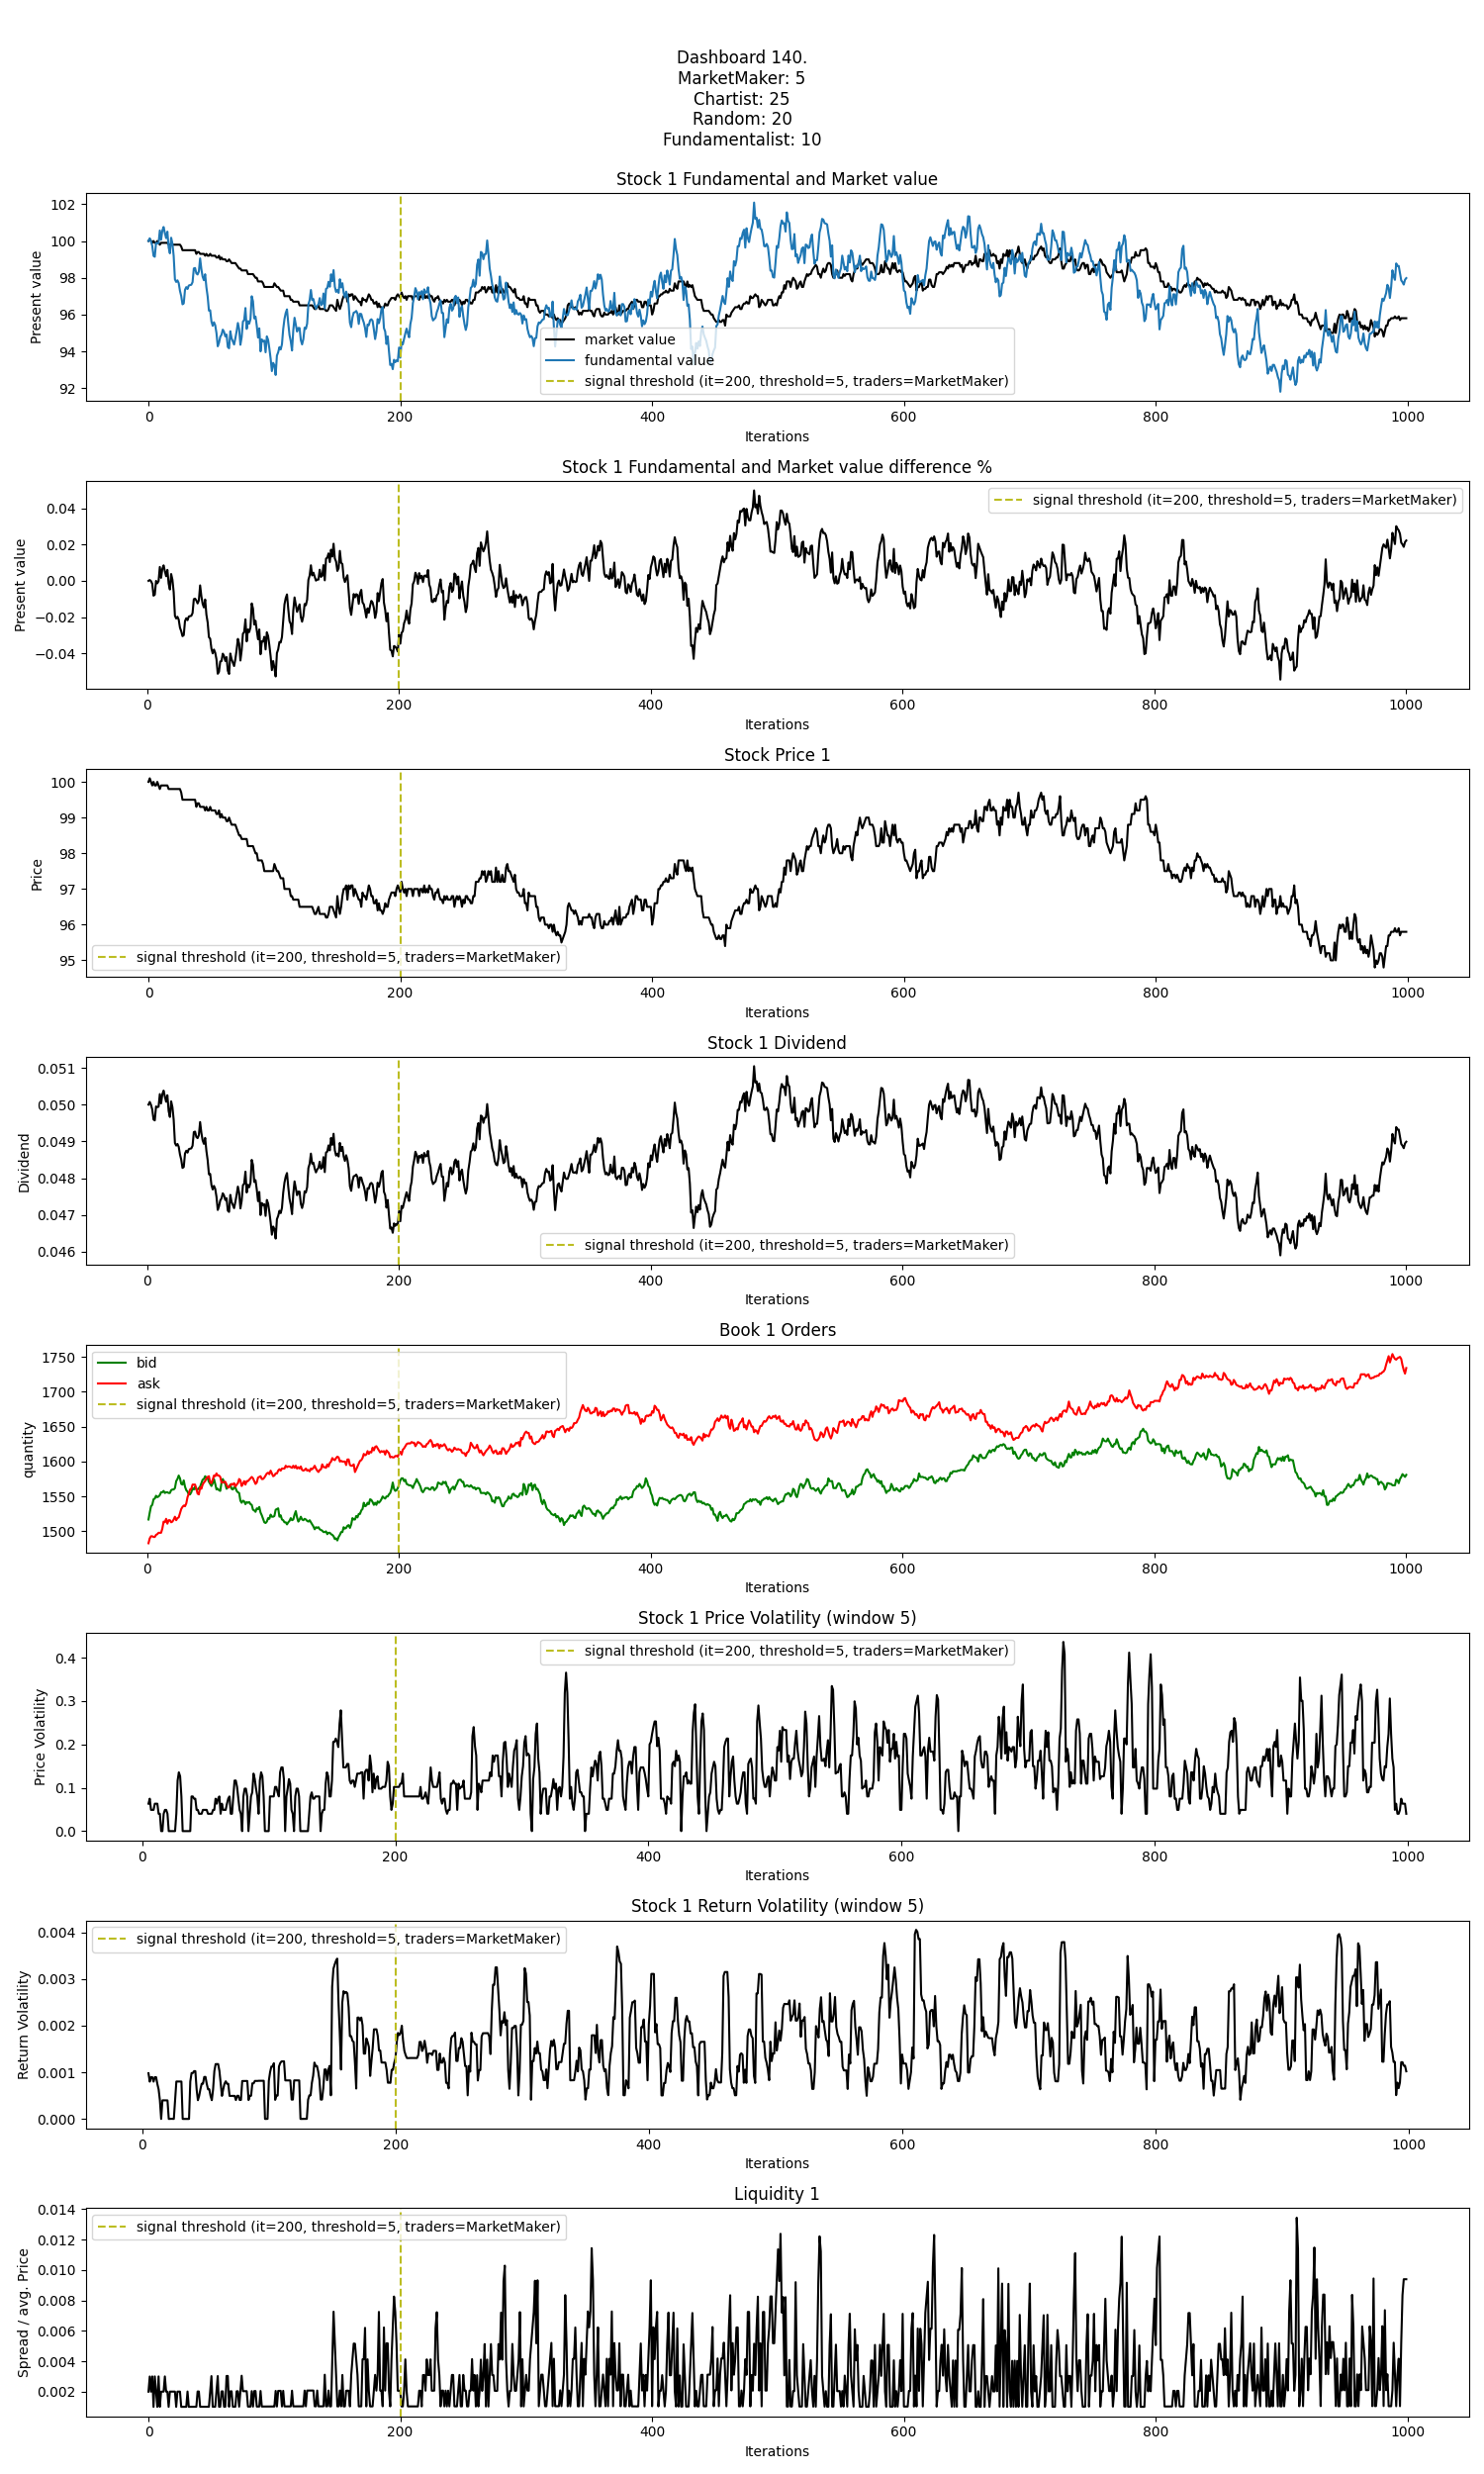 Dashboard 140.
MarketMaker: 5
Chartist: 25
Random: 20
Fundamentalist: 10
Stock 1 Fundamental and Market value
Present value
102
100
98
96
94
92
market value
fundamental value
signal threshold (it=200, threshold=5, traders=MarketMaker)
0 200 400 600 800 1000
Iterations
Stock 1 Fundamental and Market value difference %
Present value
0.04
0.02
0.00
−0.02
−0.04
signal threshold (it=200, threshold=5, traders=MarketMaker)
0 200 400 600 800 1000
Iterations
Stock Price 1
Price
100
99
98
97
96
95
signal threshold (it=200, threshold=5, traders=MarketMaker)
0 200 400 600 800 1000
Iterations
Stock 1 Dividend
Dividend
0.051
0.050
0.049
0.048
0.047
0.046
signal threshold (it=200, threshold=5, traders=MarketMaker)
0 200 400 600 800 1000
Iterations
Book 1 Orders
quantity
1750
1700
1650
1600
1550
1500
bid
ask
signal threshold (it=200, threshold=5, traders=MarketMaker)
0 200 400 600 800 1000
Iterations
Stock 1 Price Volatility (window 5)
Price Volatility
0.4
0.3
0.2
0.1
0.0
signal threshold (it=200, threshold=5, traders=MarketMaker)
0 200 400 600 800 1000
Iterations
Stock 1 Return Volatility (window 5)
Return Volatility
0.004
0.003
0.002
0.001
0.000
signal threshold (it=200, threshold=5, traders=MarketMaker)
0 200 400 600 800 1000
Iterations
Liquidity 1
Spread / avg. Price
0.014
0.012
0.010
0.008
0.006
0.004
0.002
signal threshold (it=200, threshold=5, traders=MarketMaker)
0 200 400 600 800 1000
Iterations